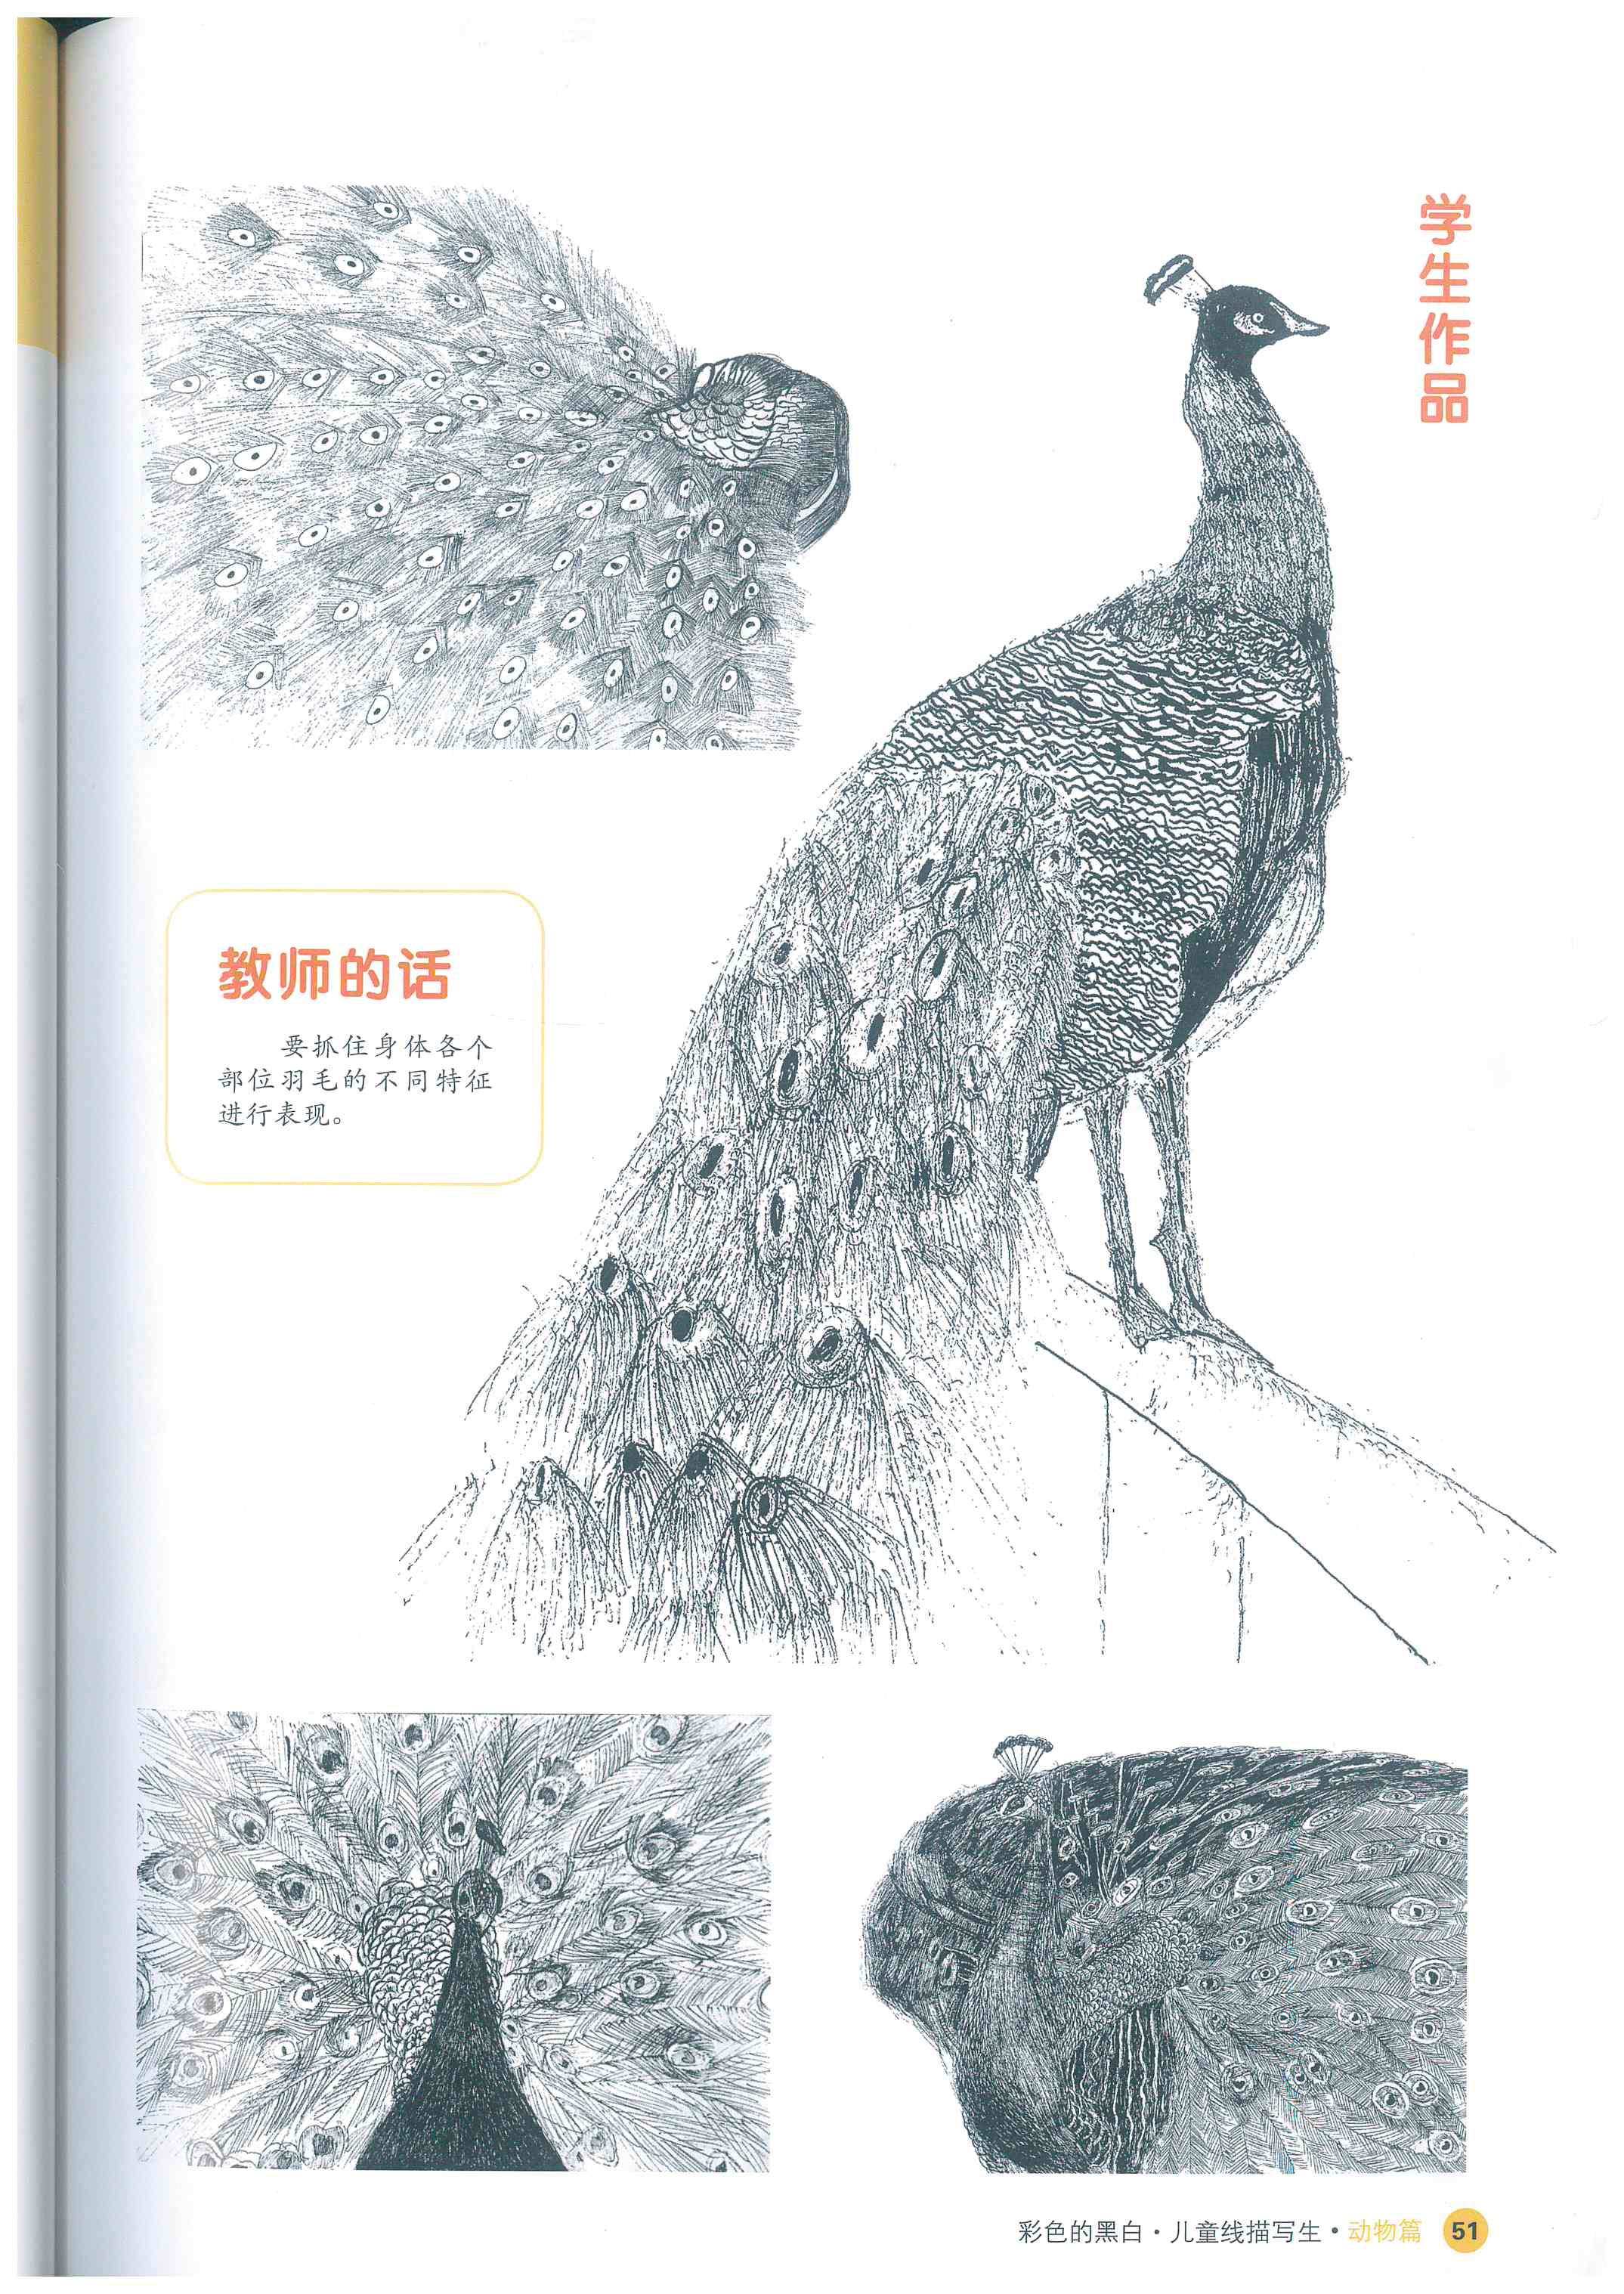 学生作品
教师的话
要抓住身体各个
部位羽毛的不同特征
进行表现。
彩色的黑白·儿童线描写生·动物篇 51